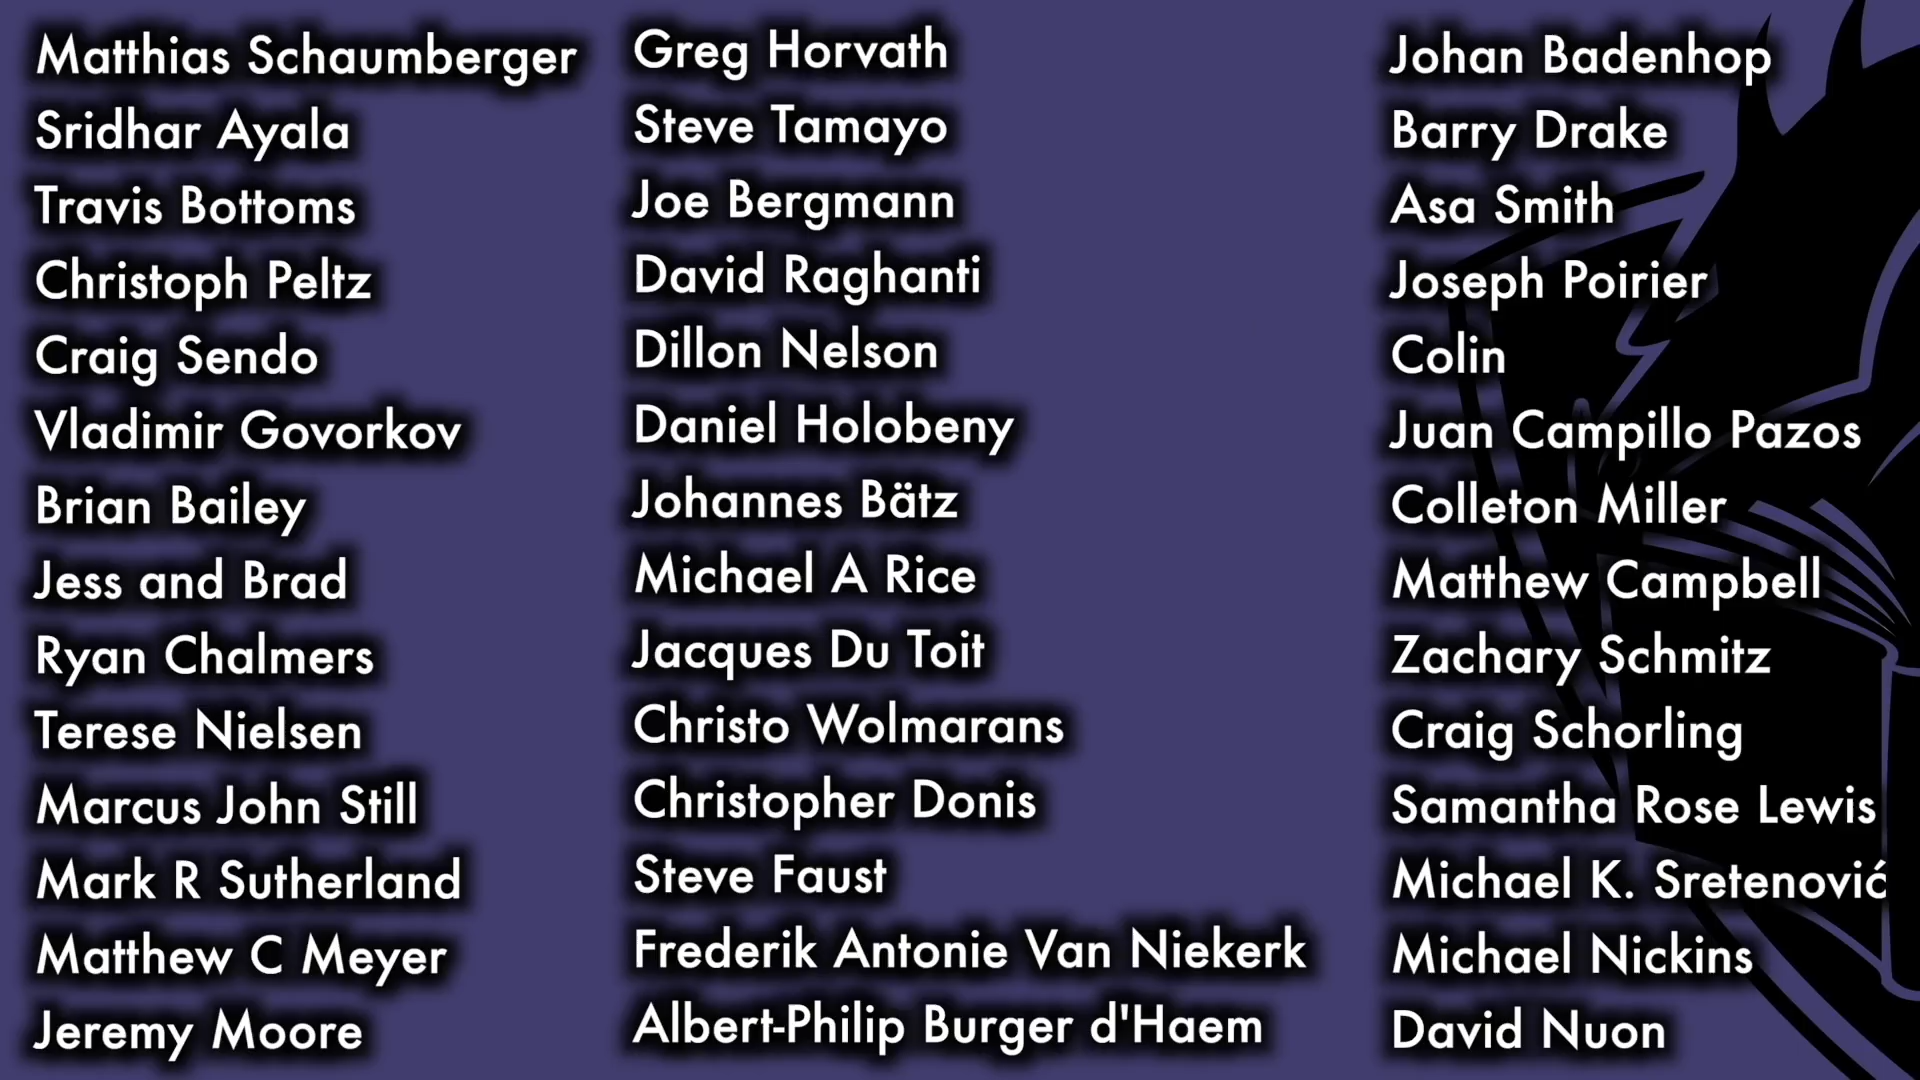 Matthias Schaumberger
Sridhar Ayala
Travis Bottoms
Christoph Peltz
Craig Sendo
Vladimir Govorkov
Brian Bailey
Jess and Brad
Ryan Chalmers
Terese Nielsen
Marcus John Still
Mark R Sutherland
Matthew C Meyer
Jeremy Moore
Greg Horvath
Steve Tamayo
Joe Bergmann
David Raghanti
Dillon Nelson
Daniel Holobeny
Johannes Bätz
Michael A Rice
Jacques Du Toit
Christo Wolmarans
Christopher Donis
Steve Faust
Frederik Antonie Van Niekerk
Albert-Philip Burger d'Haem
Johan Badenhop
Barry Drake
Asa Smith
Joseph Poirier
Colin
Juan Campillo Pazos
Colleton Miller
Matthew Campbell
Zachary Schmitz
Craig Schorling
Samantha Rose Lewis
Michael K. Sretenović
Michael Nickins
David Nuon